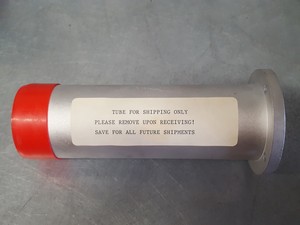 TUBE FOR SHIPPING ONLY
PLEASE REMOVE UPON RECEIVING!
SAVE FOR ALL FUTURE SHIPMENTS